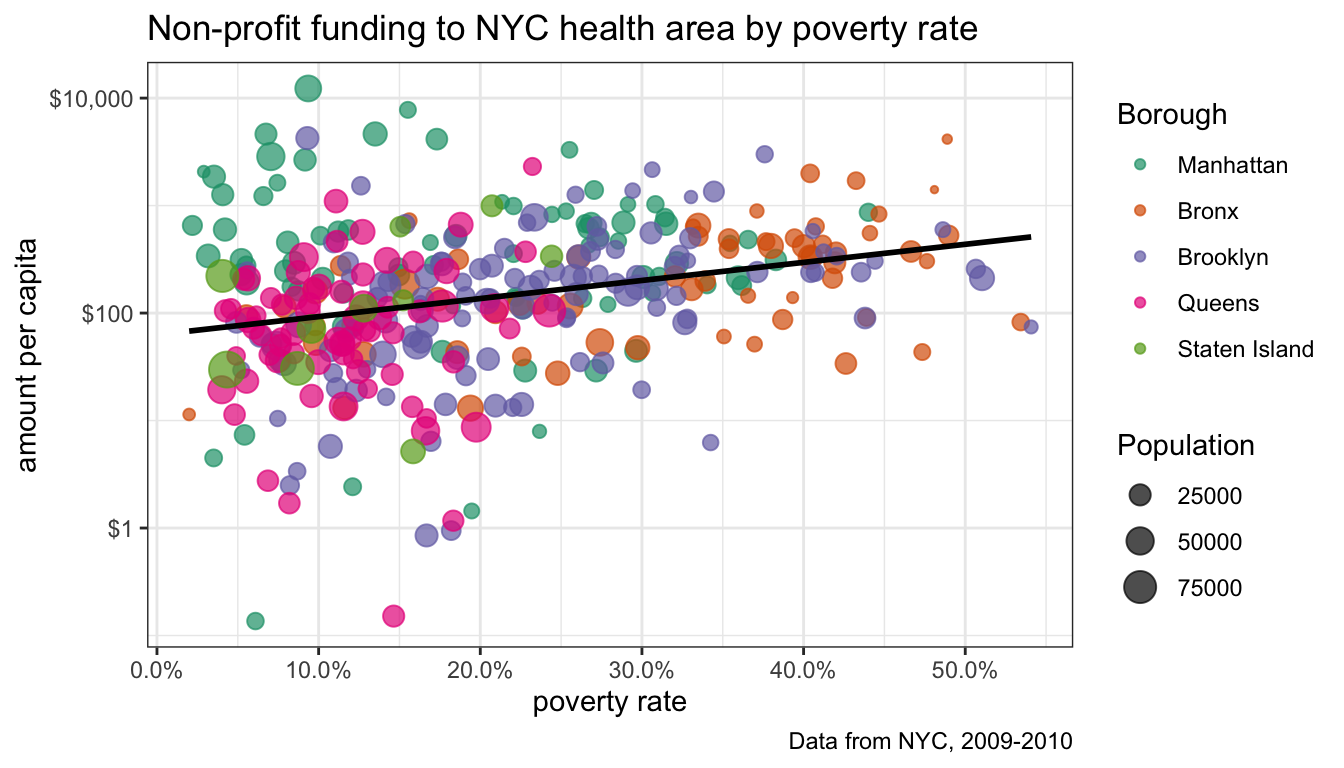 Non-profit funding to NYC health area by poverty rate
$10,000
$100
$1
amount per capita
0.0%
10.0%
20.0%
30.0%
40.0%
50.0%
poverty rate
Data from NYC, 2009-2010
Borough
Manhattan
Bronx
Brooklyn
Queens
Staten Island
Population
25000
50000
75000